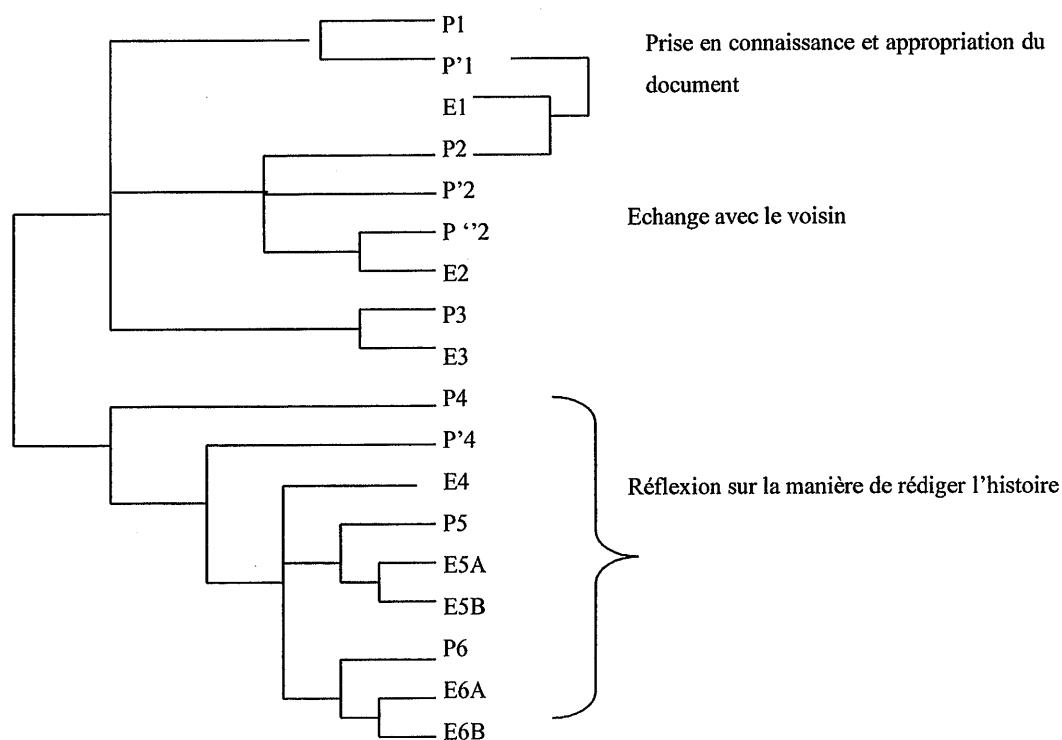 P1
Prise en connaissance et appropriation du
P'1
document
E1
P2
P'2
Echange avec le voisin
P ‘’2
E2
P3
E3
P4
P'4
E4
Réflexion sur la manière de rédiger l'histoire
P5
E5A
E5B
P6
E6A
E6B